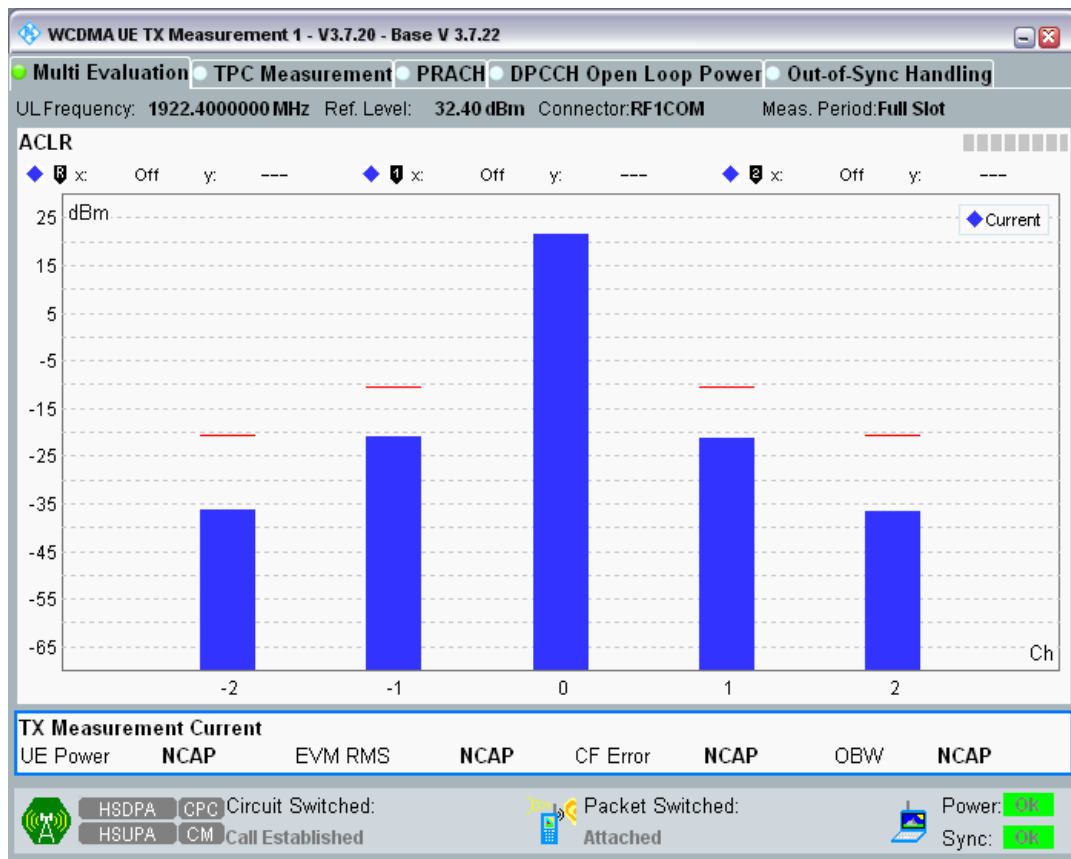 WCDMA UE TX Measurement 1 - V3.7.20 - Base V 3.7.22
Multi Evaluation TPC Measurement PRACH DPCCH Open Loop Power Out-of-Sync Handling
UL Frequency: 1922.4000000 MHz Ref. Level: 32.40 dBm Connector:RF1COM Meas. Period:Full Slot
ACLR
R x: Off y: --- 1 x: Off y: --- 2 x: Off y: ---
dBm
Current
25
15
5
-5
-15
-25
-35
-45
-55
-65
Ch
-2 -1 0 1 2
TX Measurement Current
UE Power NCAP EVM RMS NCAP CF Error NCAP OBW NCAP
HSDPA CPC Circuit Switched: Packet Switched: Power: Ok
HSUPA CM Call Established Attached Sync: Ok